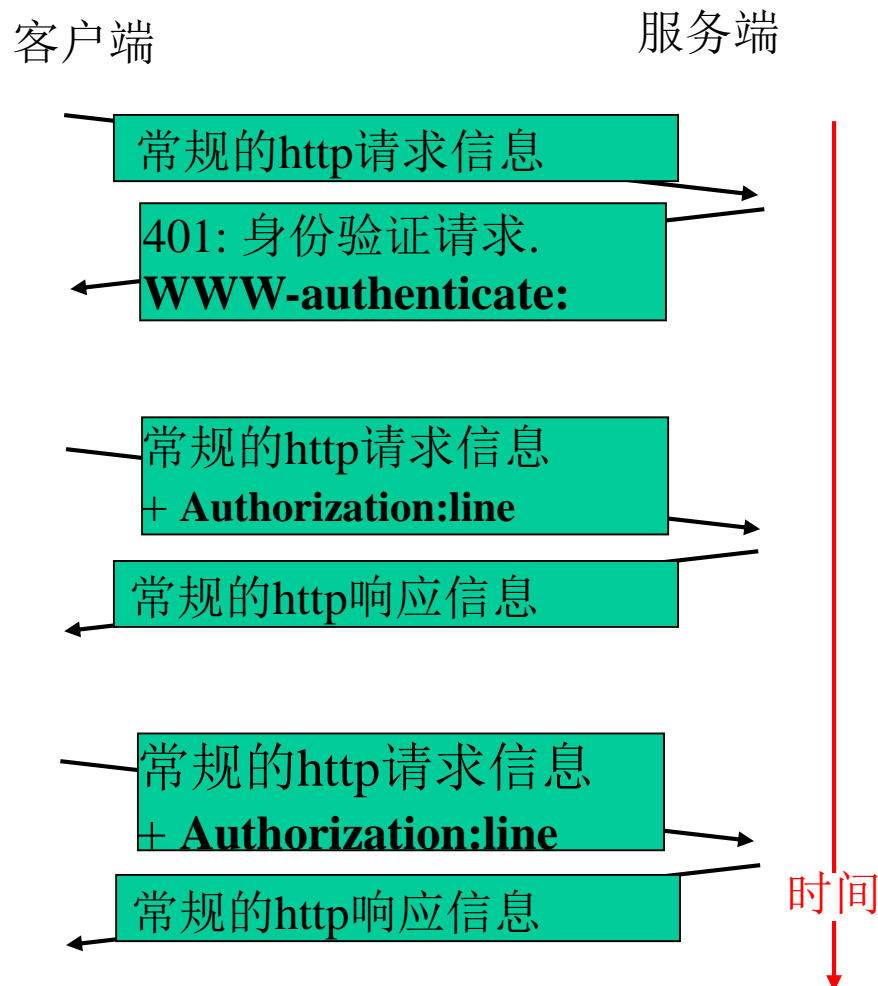 客户端
服务端
常规的http请求信息
401: 身份验证请求.
WWW-authenticate:
常规的http请求信息
+ Authorization:line
常规的http响应信息
常规的http请求信息
+ Authorization:line
时间
常规的http响应信息